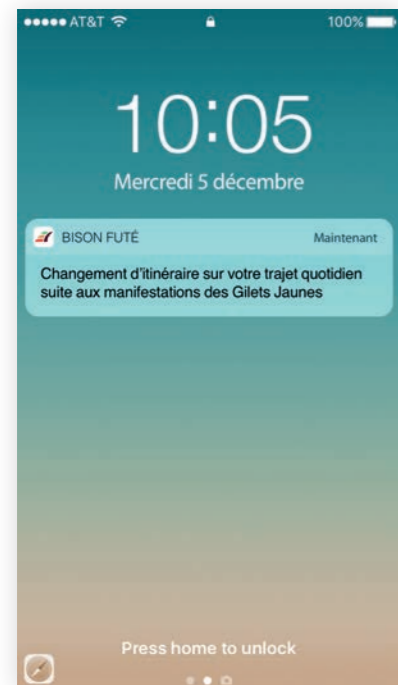 AT&T
100%
10:05
Mercredi 5 décembre
BISON FUTÉ
Maintenant
Changement d'itinéraire sur votre trajet quotidien
suite aux manifestations des Gilets Jaunes
Press home to unlock